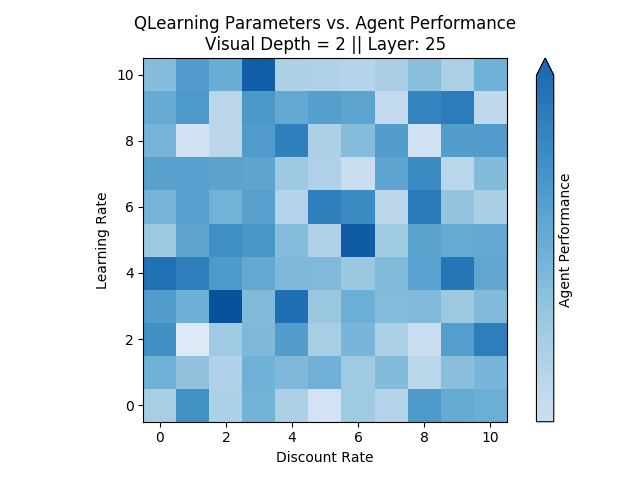 QLearning Parameters vs. Agent Performance
Visual Depth = 2 || Layer: 25
10
8
6
4
2
0
Learning Rate
0 2 4 6 8 10
Discount Rate
Agent Performance